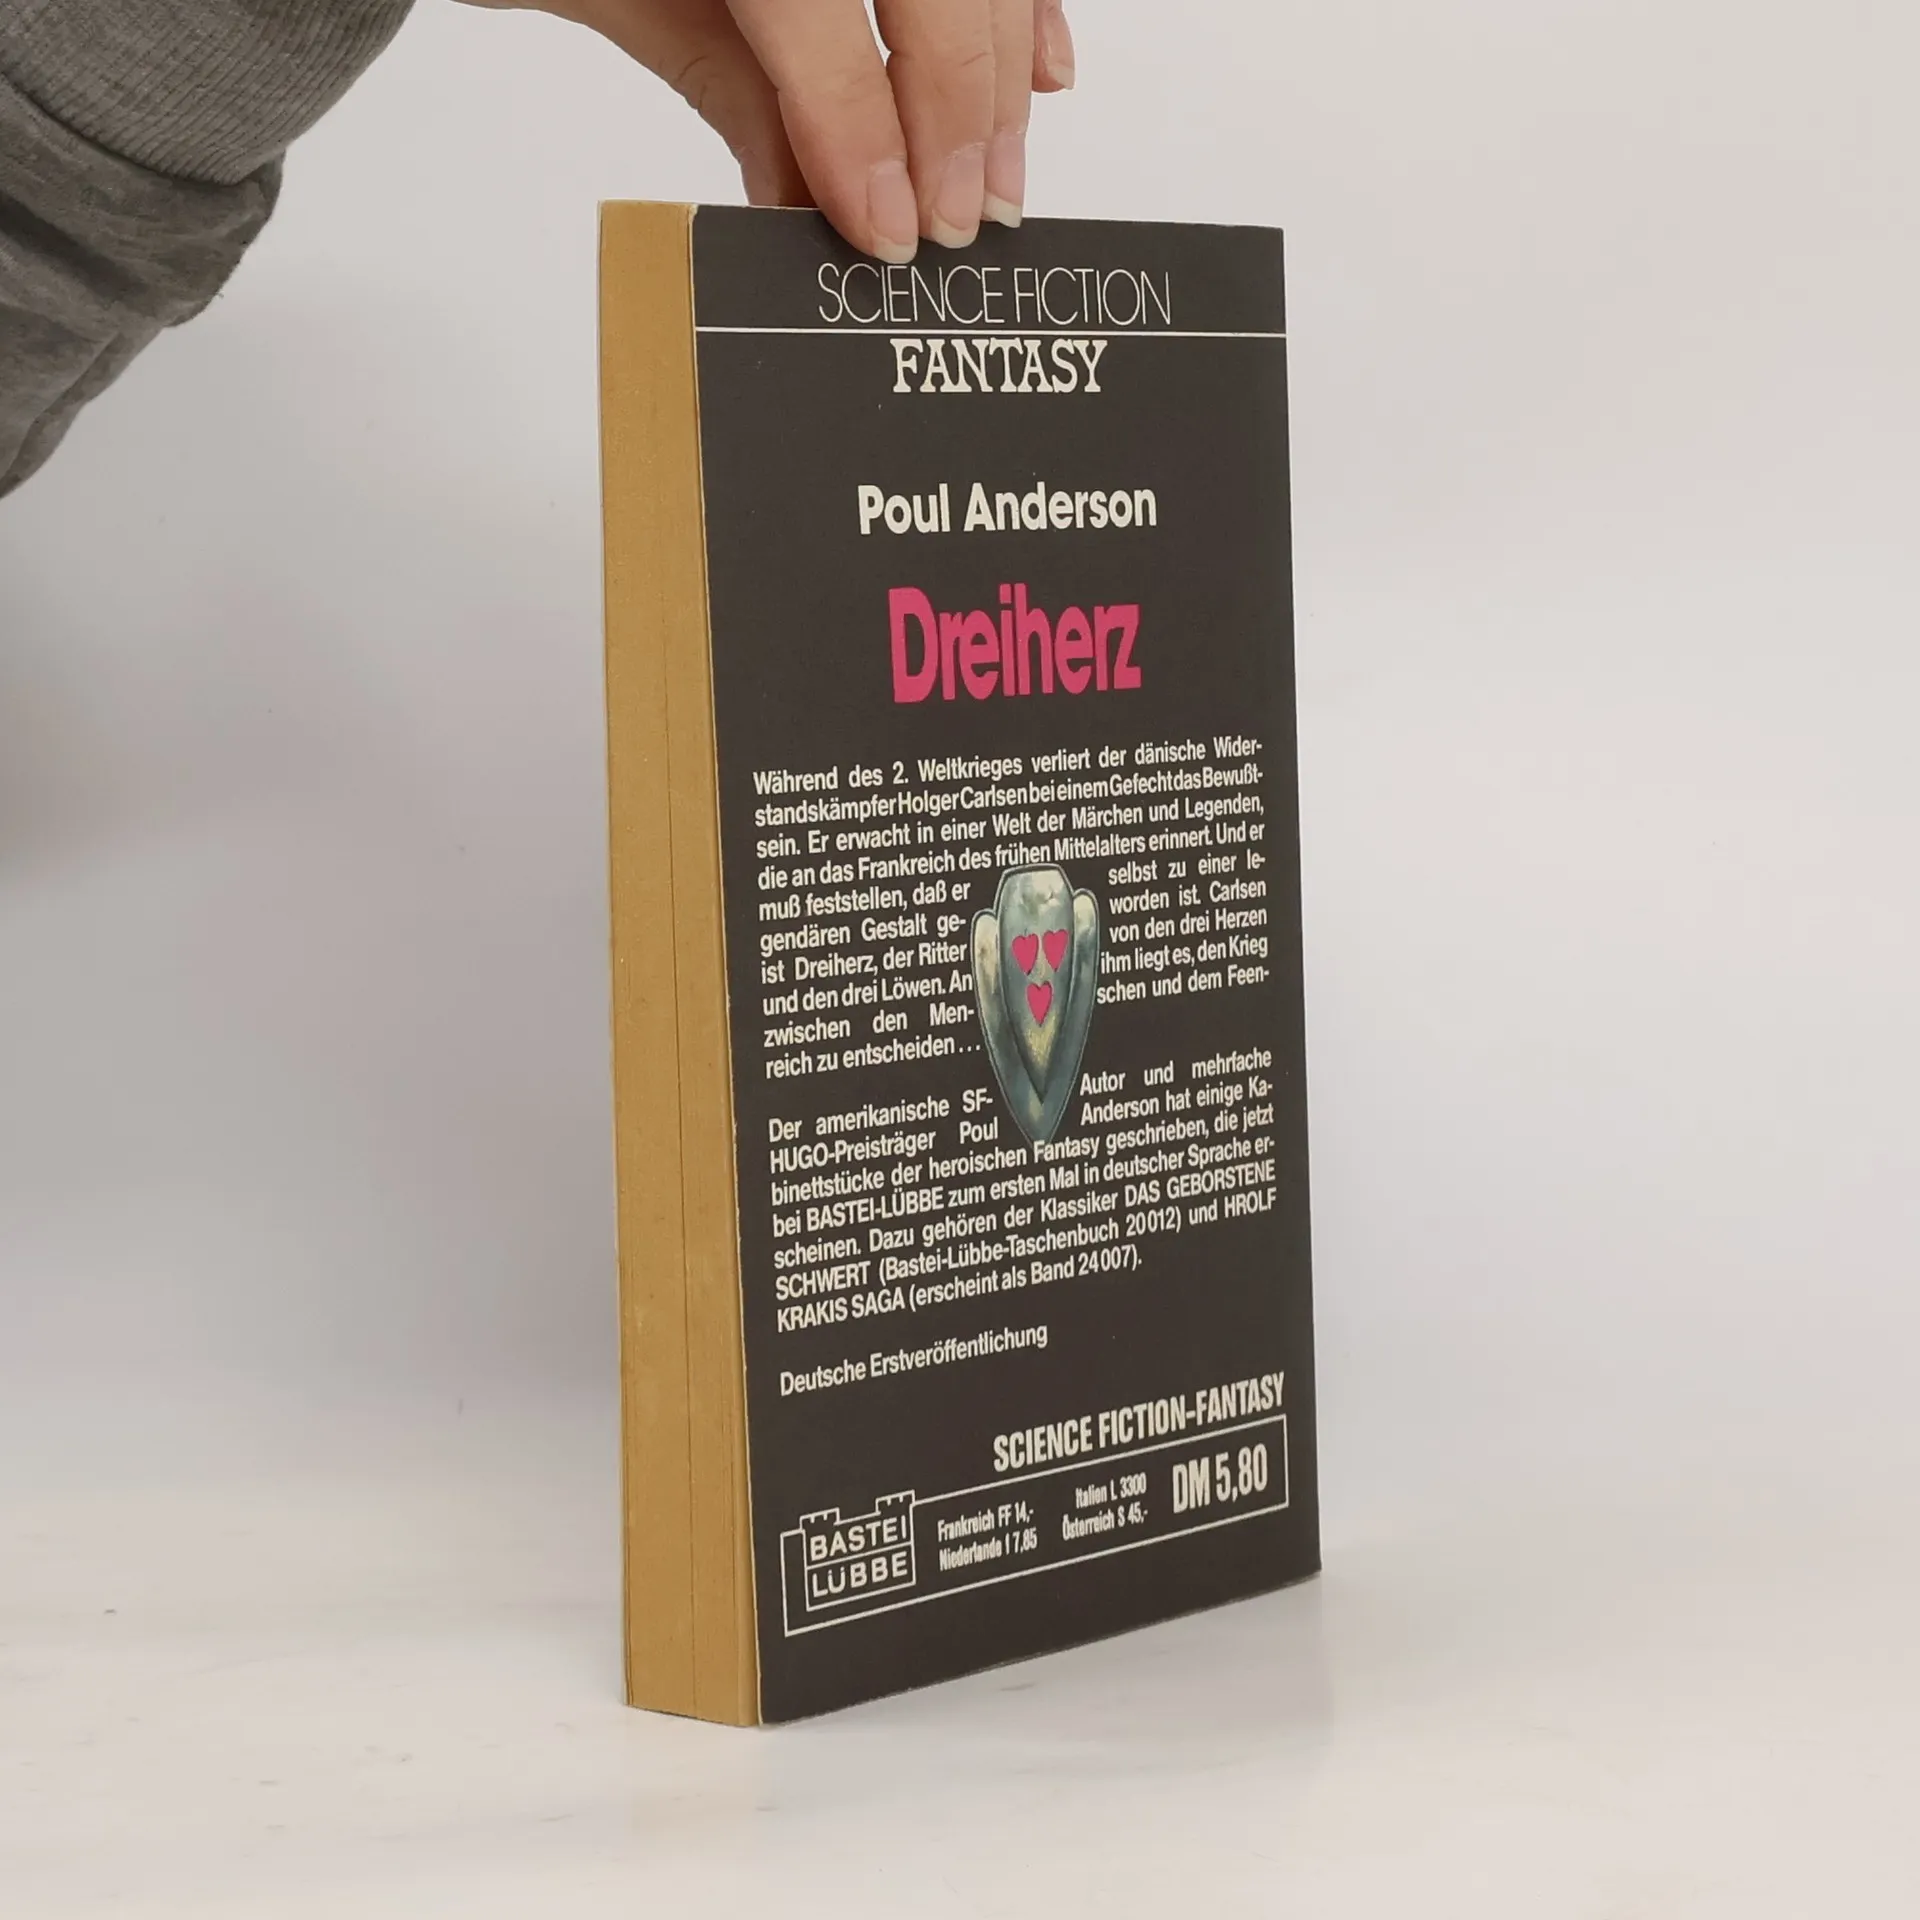 SCIENCE FICTION
FANTASY
Poul Anderson
Dreiherz
Während des 2. Weltkrieges verliert der dänische Wider-
standskämpfer Holger Carlsen bei einem Gefecht das Bewußt-
sein. Er erwacht in einer Welt der Märchen und Legenden,
die an das Frankreich des frühen Mittelalters erinnert. Und er
muß feststellen, daß er selbst zu einer le-
gendären Gestalt ge- worden ist. Carlsen
ist Dreiherz, der Ritter von den drei Herzen
und den drei Löwen. An ihm liegt es, den Krieg
zwischen den Men- schen und dem Feen-
reich zu entscheiden...
Der amerikanische SF- Autor und mehrfache
HUGO-Preisträger Poul Anderson hat einige Ka-
binettstücke der heroischen Fantasy geschrieben, die jetzt
bei BASTEI-LÜBBE zum ersten Mal in deutscher Sprache er-
scheinen. Dazu gehören der Klassiker DAS GEBORSTENE
SCHWERT (Bastei-Lübbe-Taschenbuch 20012) und HROLF
KRAKIS SAGA (erscheint als Band 24007).
Deutsche Erstveröffentlichung
SCIENCE FICTION-FANTASY
BASTEI
LÜBBE
Frankreich FF 14,-
Niederlande f 7,85
Italien L 3300
Österreich S 45,-
DM 5,80